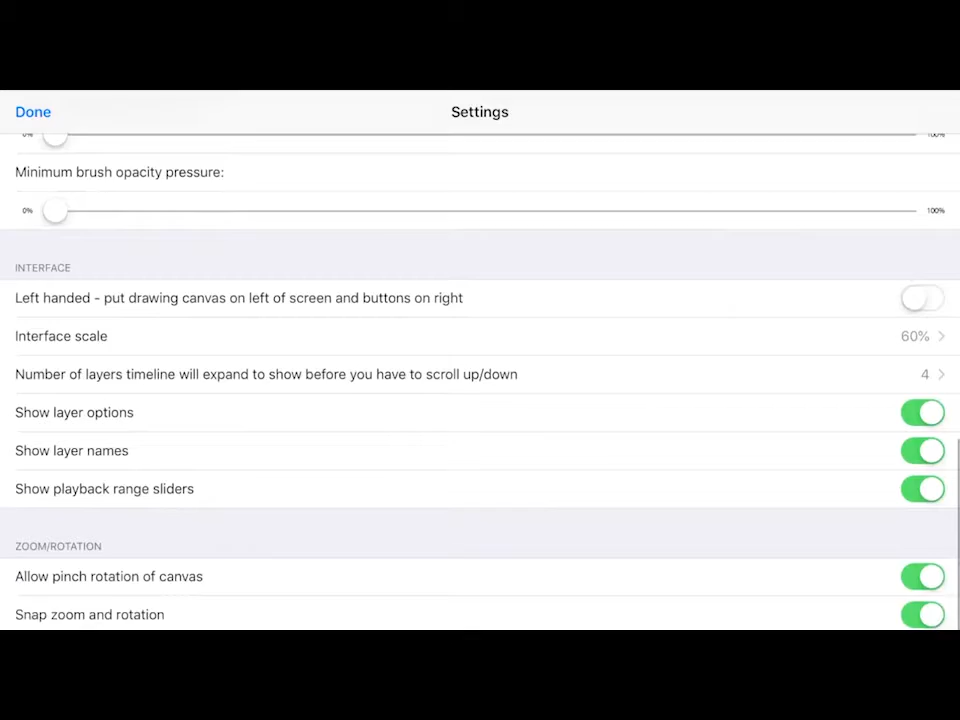 Done
Settings
0%
100%
Minimum brush opacity pressure:
0%
100%
INTERFACE
Left handed - put drawing canvas on left of screen and buttons on right
Interface scale
60%
Number of layers timeline will expand to show before you have to scroll up/down
4
Show layer options
Show layer names
Show playback range sliders
ZOOM/ROTATION
Allow pinch rotation of canvas
Snap zoom and rotation